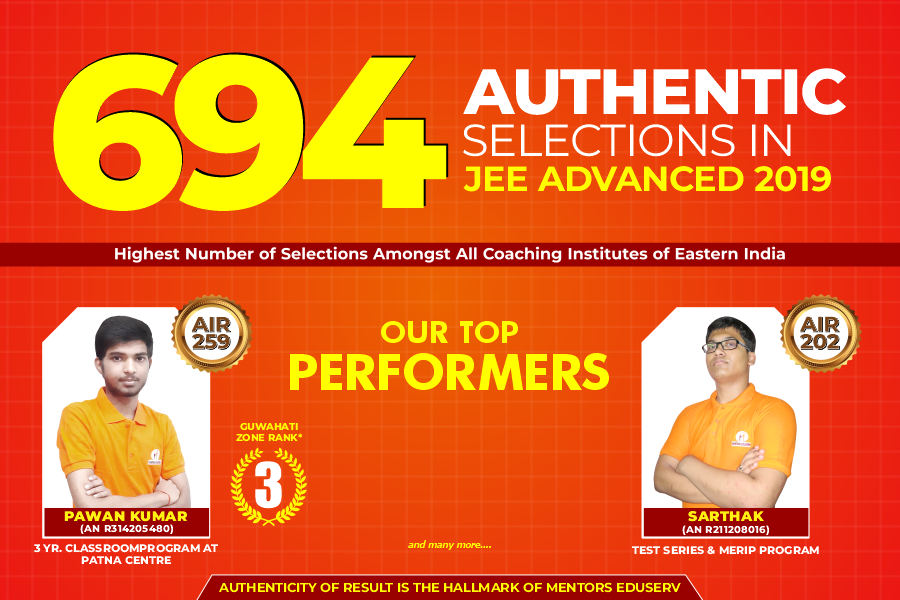 694
AUTHENTIC
SELECTIONS IN
JEE ADVANCED 2019
Highest Number of Selections Amongst All Coaching Institutes of Eastern India
OUR TOP
PERFORMERS
AIR
259
GUWAHATI
ZONE RANK*
3
PAWAN KUMAR
(AN R314205480)
3 YR. CLASSROOMPROGRAM AT
PATNA CENTRE
AIR
202
SARTHAK
(AN R211208016)
TEST SERIES & MERIP PROGRAM
and many more....
AUTHENTICITY OF RESULT IS THE HALLMARK OF MENTORS EDUSERV